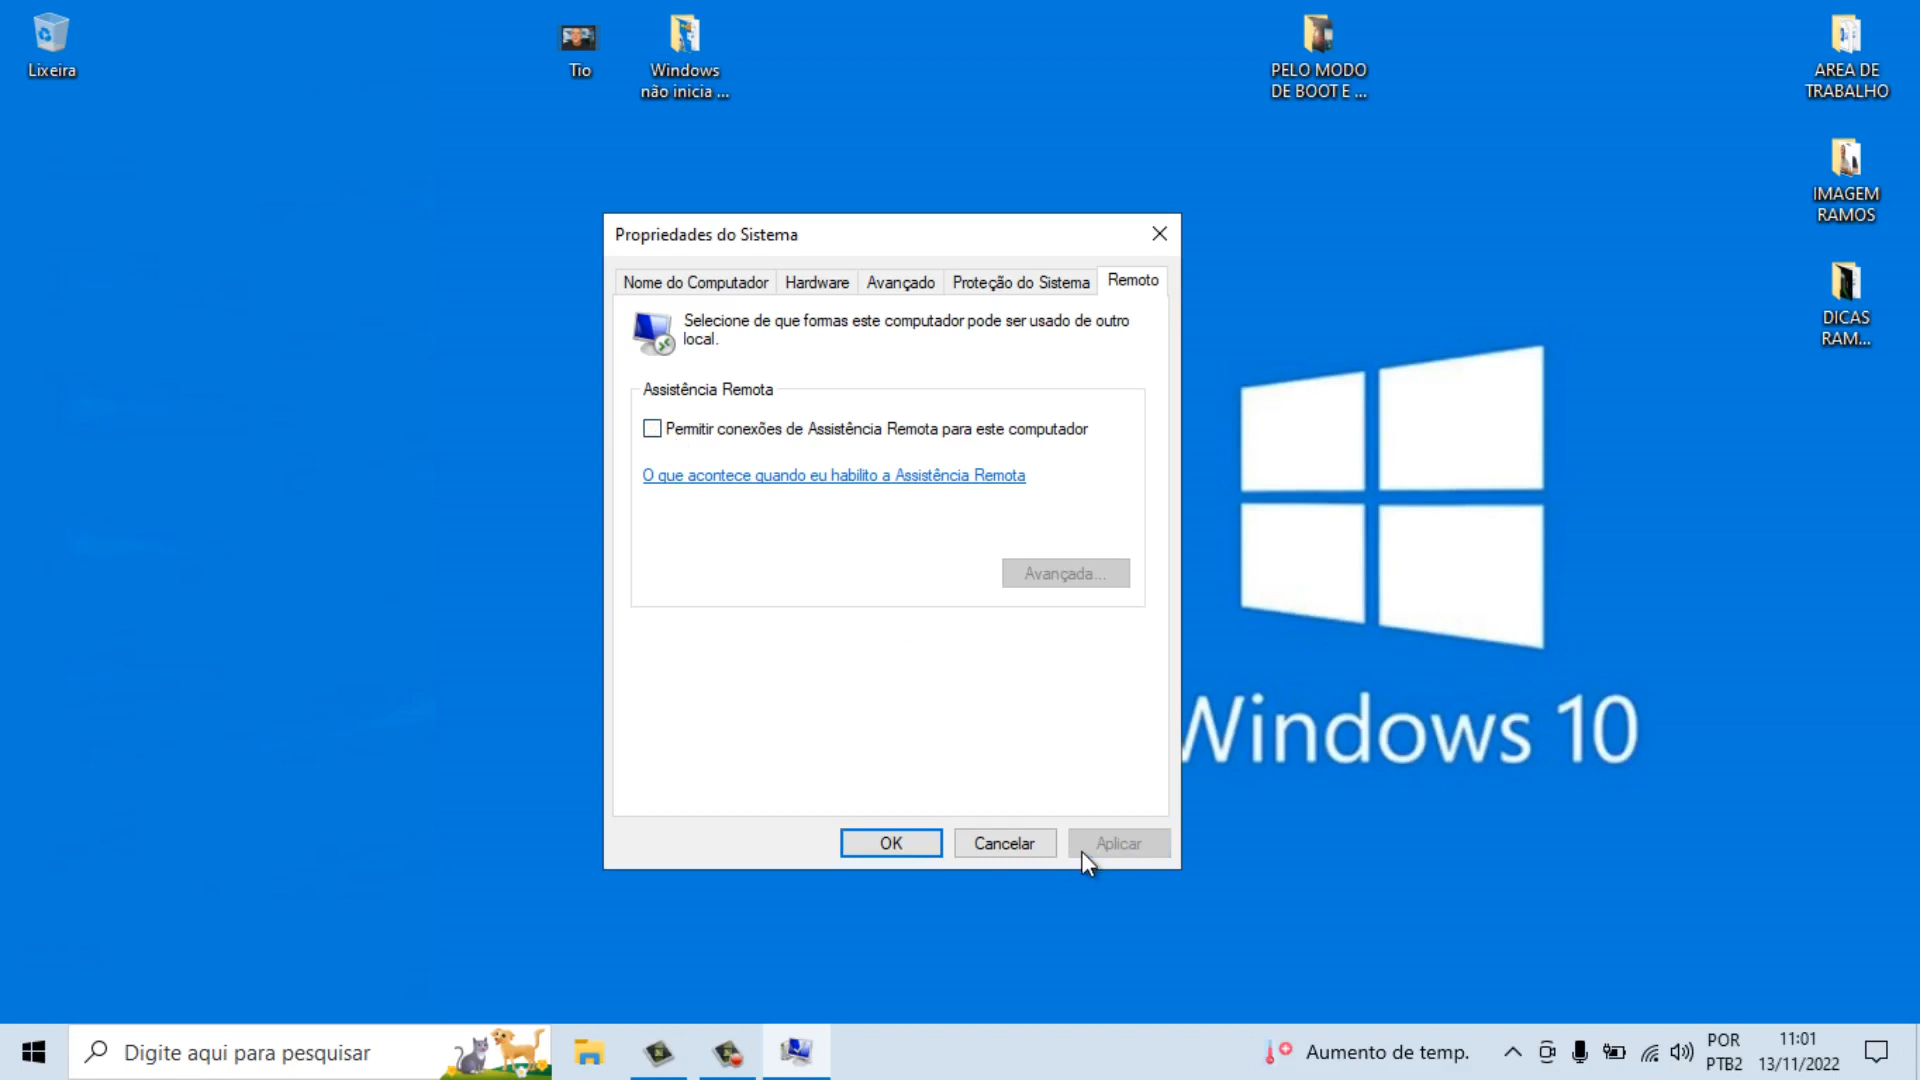 Lixeira
Tio
Windows
não inicia ...
PELO MODO
DE BOOT E ...
AREA DE
TRABALHO
IMAGEM
RAMOS
DICAS
RAM...
Propriedades do Sistema
Nome do Computador
Hardware
Avançado
Proteção do Sistema
Remoto
Selecione de que formas este computador pode ser usado de outro
local.
Assistência Remota
Permitir conexões de Assistência Remota para este computador
O que acontece quando eu habilito a Assistência Remota
Avançada...
OK
Cancelar
Aplicar
Windows 10
Digite aqui para pesquisar
Aumento de temp.
POR
PTB2
11:01
13/11/2022